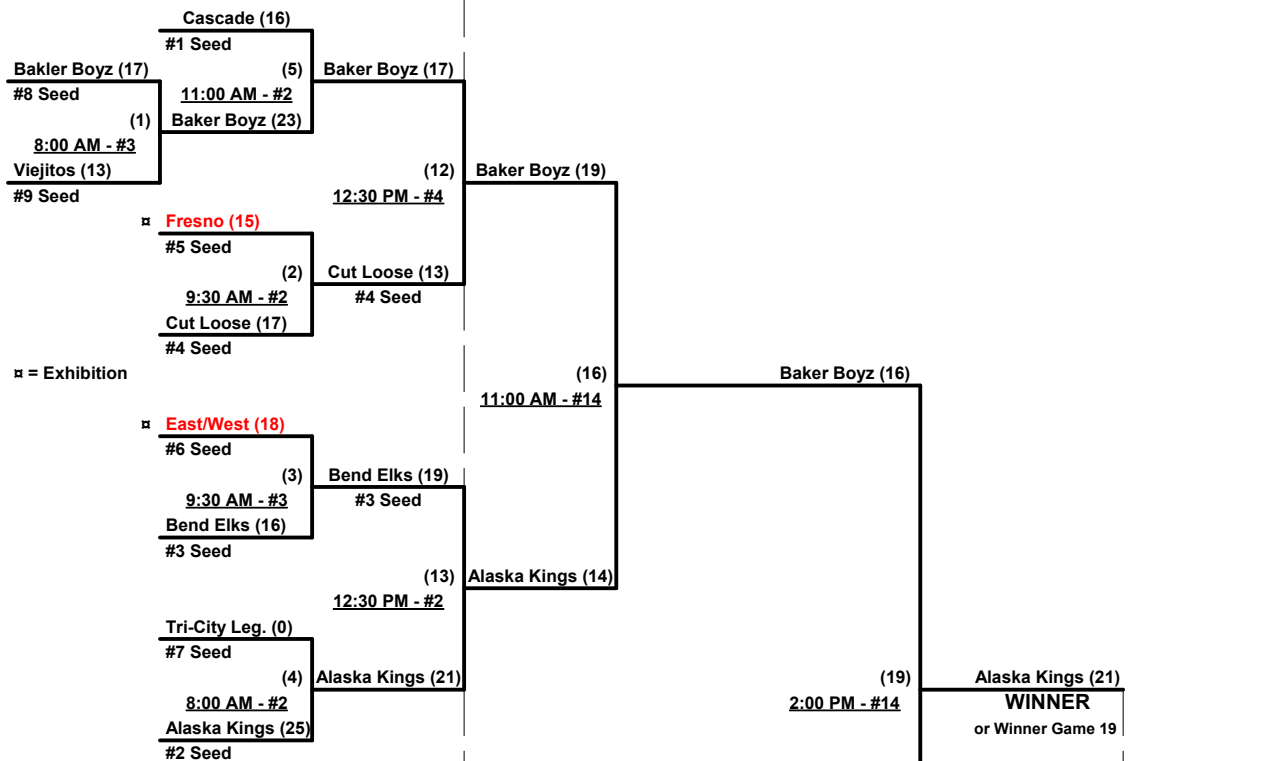 Cascade (16)
#1 Seed
Bakler Boyz (17)
(5)
Baker Boyz (17)
#8 Seed
11:00 AM - #2
(1)
Baker Boyz (23)
8:00 AM - #3
Viejitos (13)
(12)
Baker Boyz (19)
#9 Seed
12:30 PM - #4
¤ Fresno (15)
#5 Seed
(2)
Cut Loose (13)
9:30 AM - #2
#4 Seed
Cut Loose (17)
#4 Seed
¤ = Exhibition
(16)
Baker Boyz (16)
11:00 AM - #14
¤ East/West (18)
#6 Seed
(3)
Bend Elks (19)
9:30 AM - #3
#3 Seed
Bend Elks (16)
#3 Seed
(13)
Alaska Kings (14)
12:30 PM - #2
Tri-City Leg. (0)
#7 Seed
(4)
Alaska Kings (21)
(19)
Alaska Kings (21)
8:00 AM - #2
2:00 PM - #14
WINNER
Alaska Kings (25)
or Winner Game 19
#2 Seed